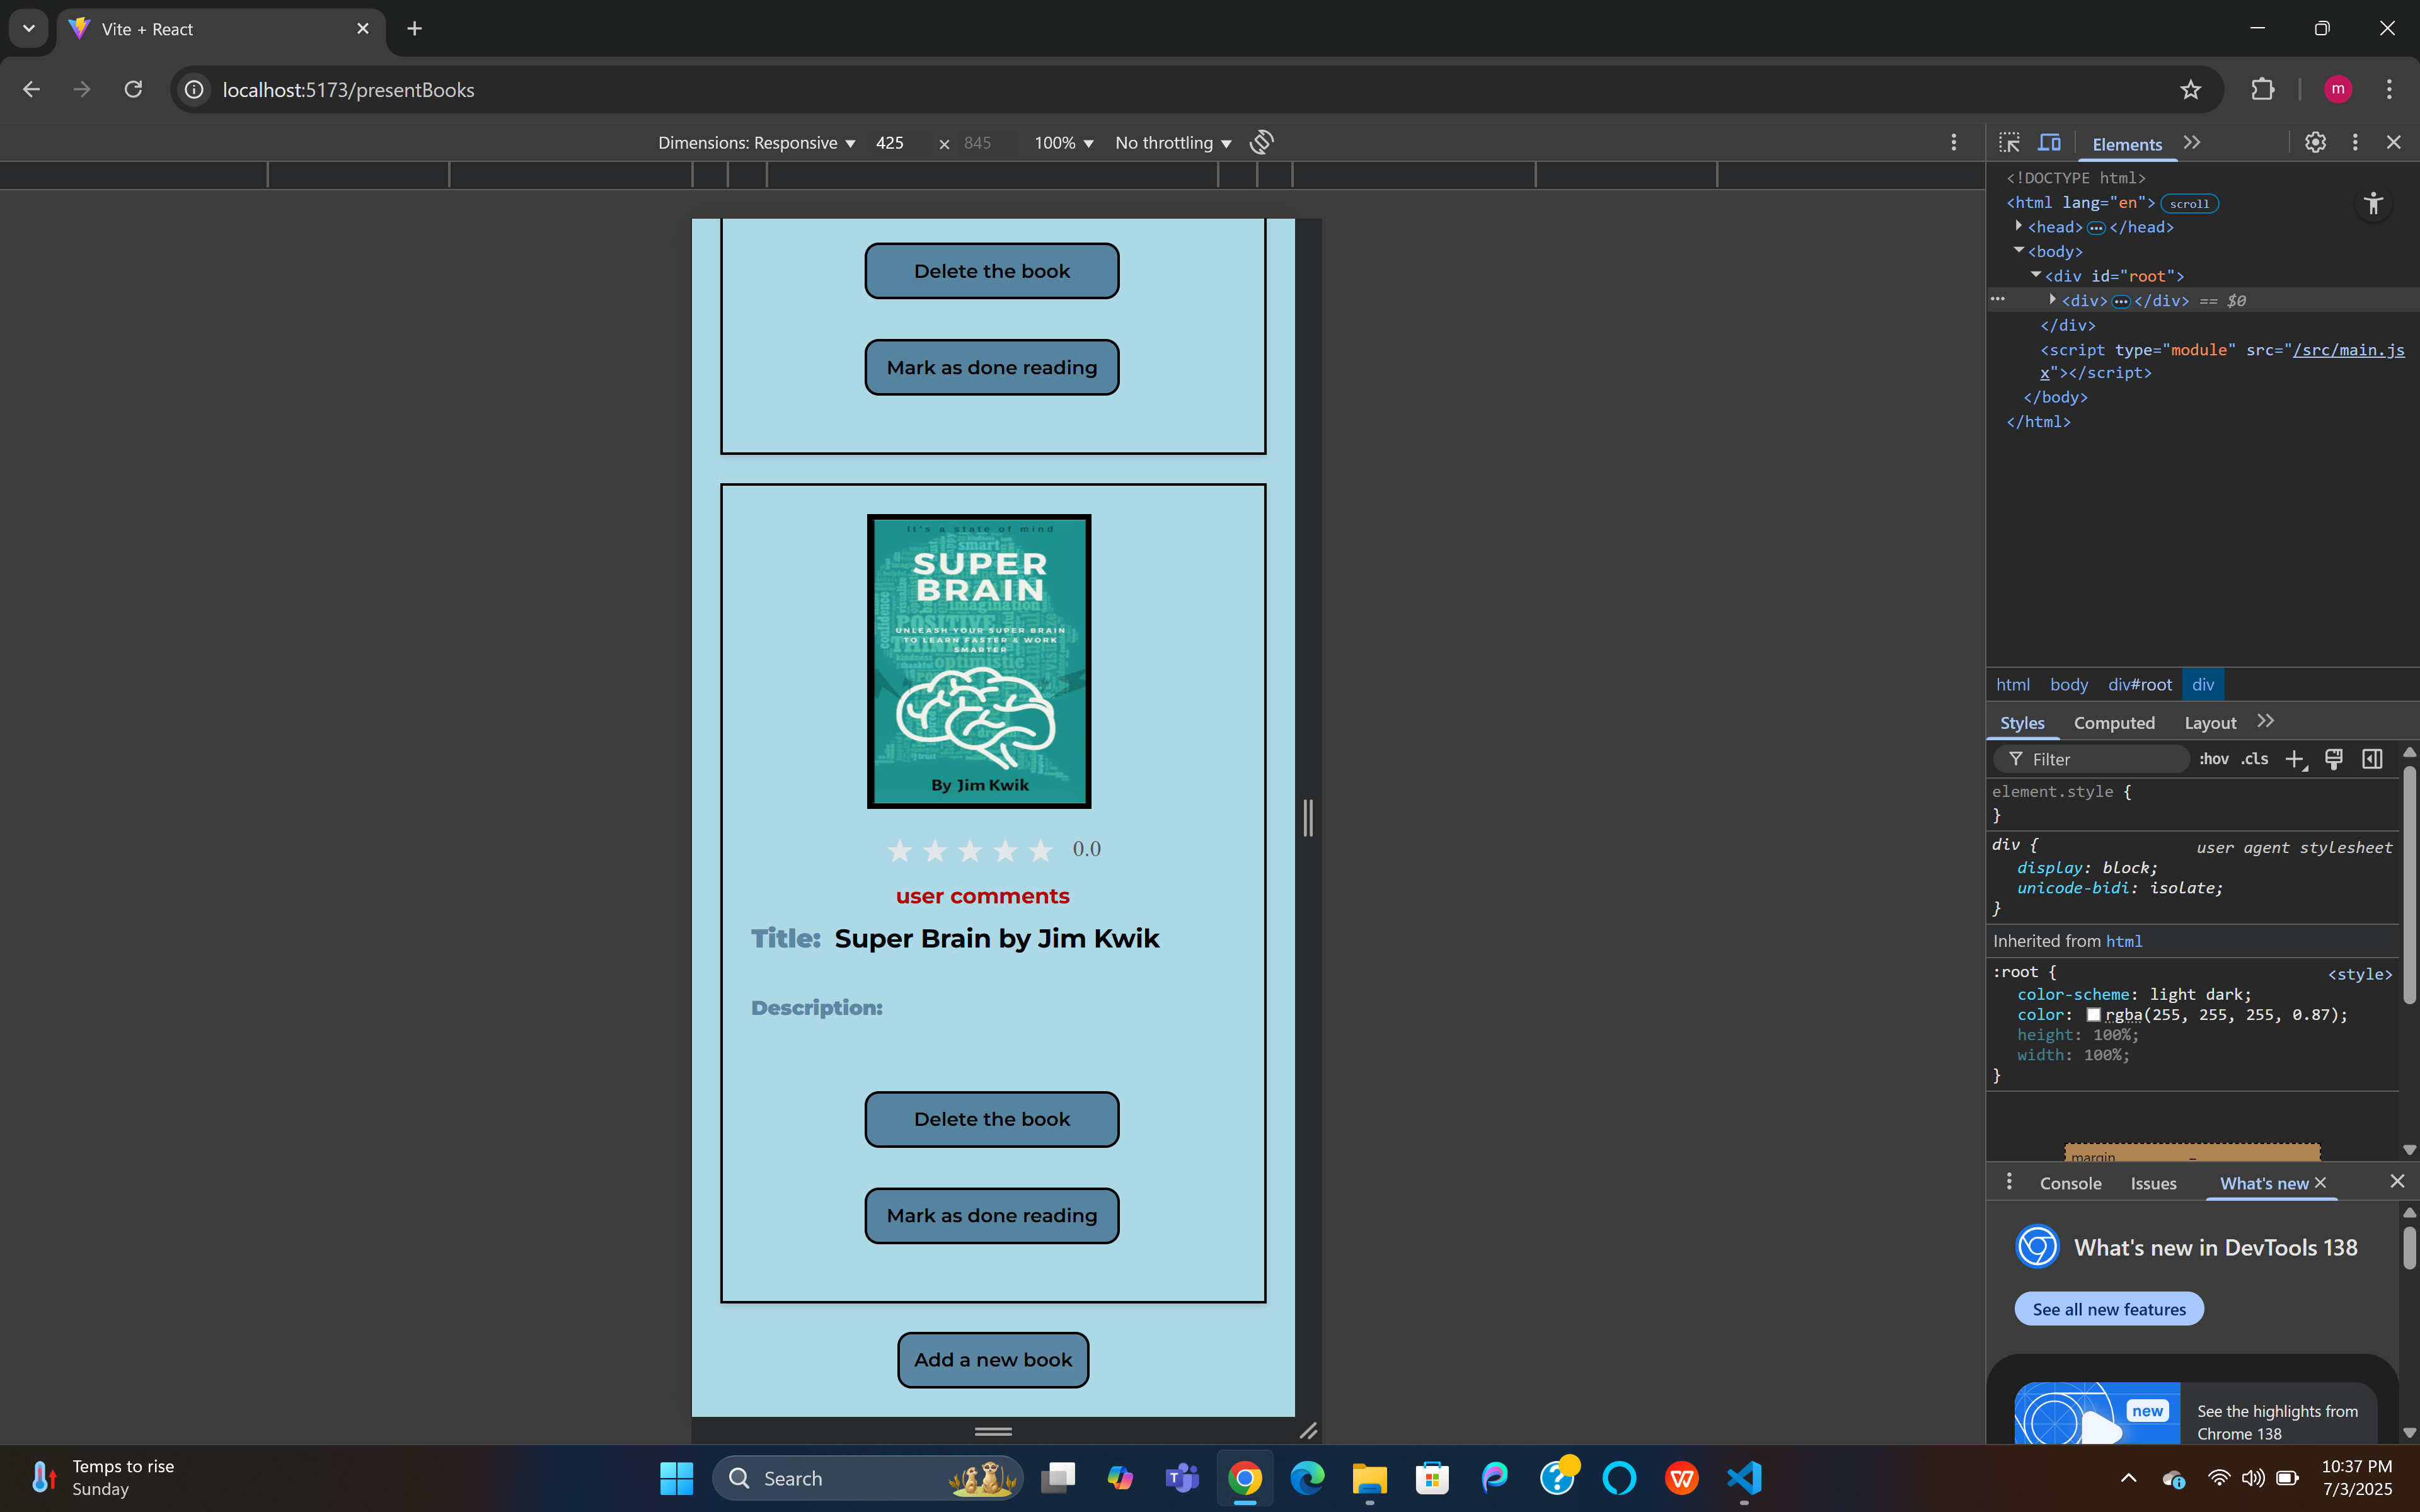 Vite + React
localhost:5173/presentBooks
m
Dimensions: Responsive 425 × 845 100% No throttling
Elements
<!DOCTYPE html>
<html lang="en"> scroll
<head> ••• </head>
<body>
<div id="root">
••• <div> ••• </div> == $0
</div>
<script type="module" src="/src/main.js
x"></script>
</body>
</html>
Delete the book
Mark as done reading
It's a state of mind
smart
SUPER
BRAIN
imagination
confidence
POSITIVE
UNLEASH YOUR SUPER BRAIN
TO LEARN FASTER & WORK
SMARTER
THINK
kindness
optimistic
By Jim Kwik
0.0
user comments
Title: Super Brain by Jim Kwik
Description:
Delete the book
Mark as done reading
Add a new book
html body div#root div
Styles Computed Layout
Filter :hov .cls
element.style {
}
div { user agent stylesheet
display: block;
unicode-bidi: isolate;
}
Inherited from html
:root { <style>
color-scheme: light dark;
color: rgba(255, 255, 255, 0.87);
height: 100%;
width: 100%;
}
margin –
Console Issues What's new
What's new in DevTools 138
See all new features
new
See the highlights from
Chrome 138
Temps to rise
Sunday
Search
10:37 PM
7/3/2025